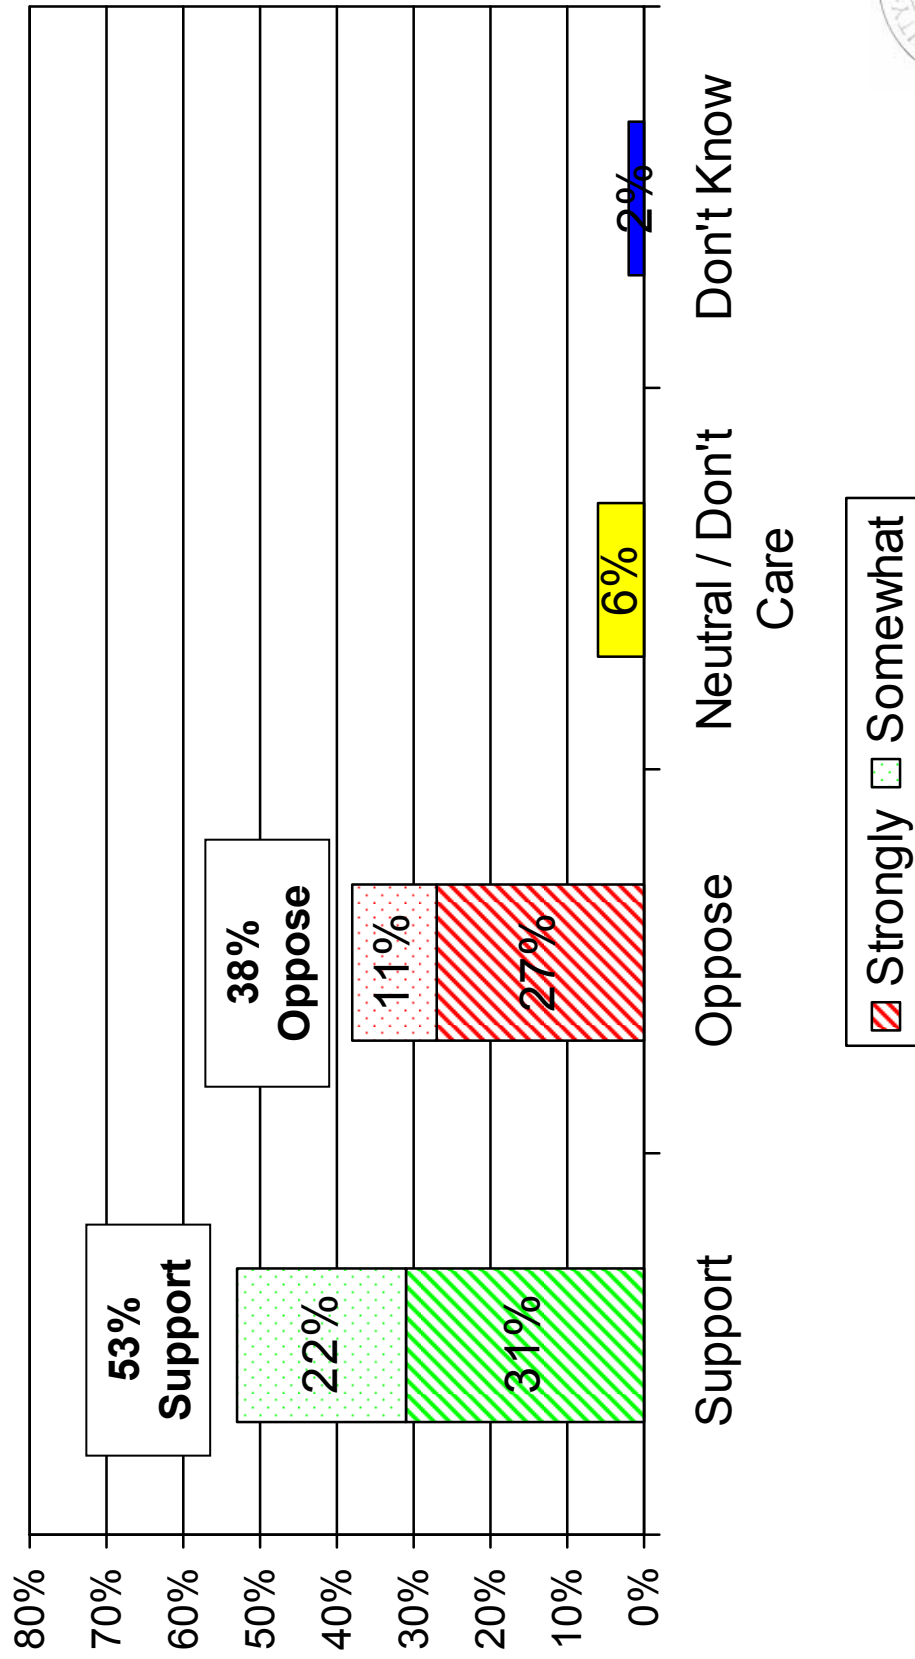 80%
70%
60%
50%
40%
30%
20%
10%
0%
53%
Support
22%
31%
38%
Oppose
11%
27%
6%
2%
Support
Oppose
Neutral / Don't
Care
Don't Know
Strongly
Somewhat